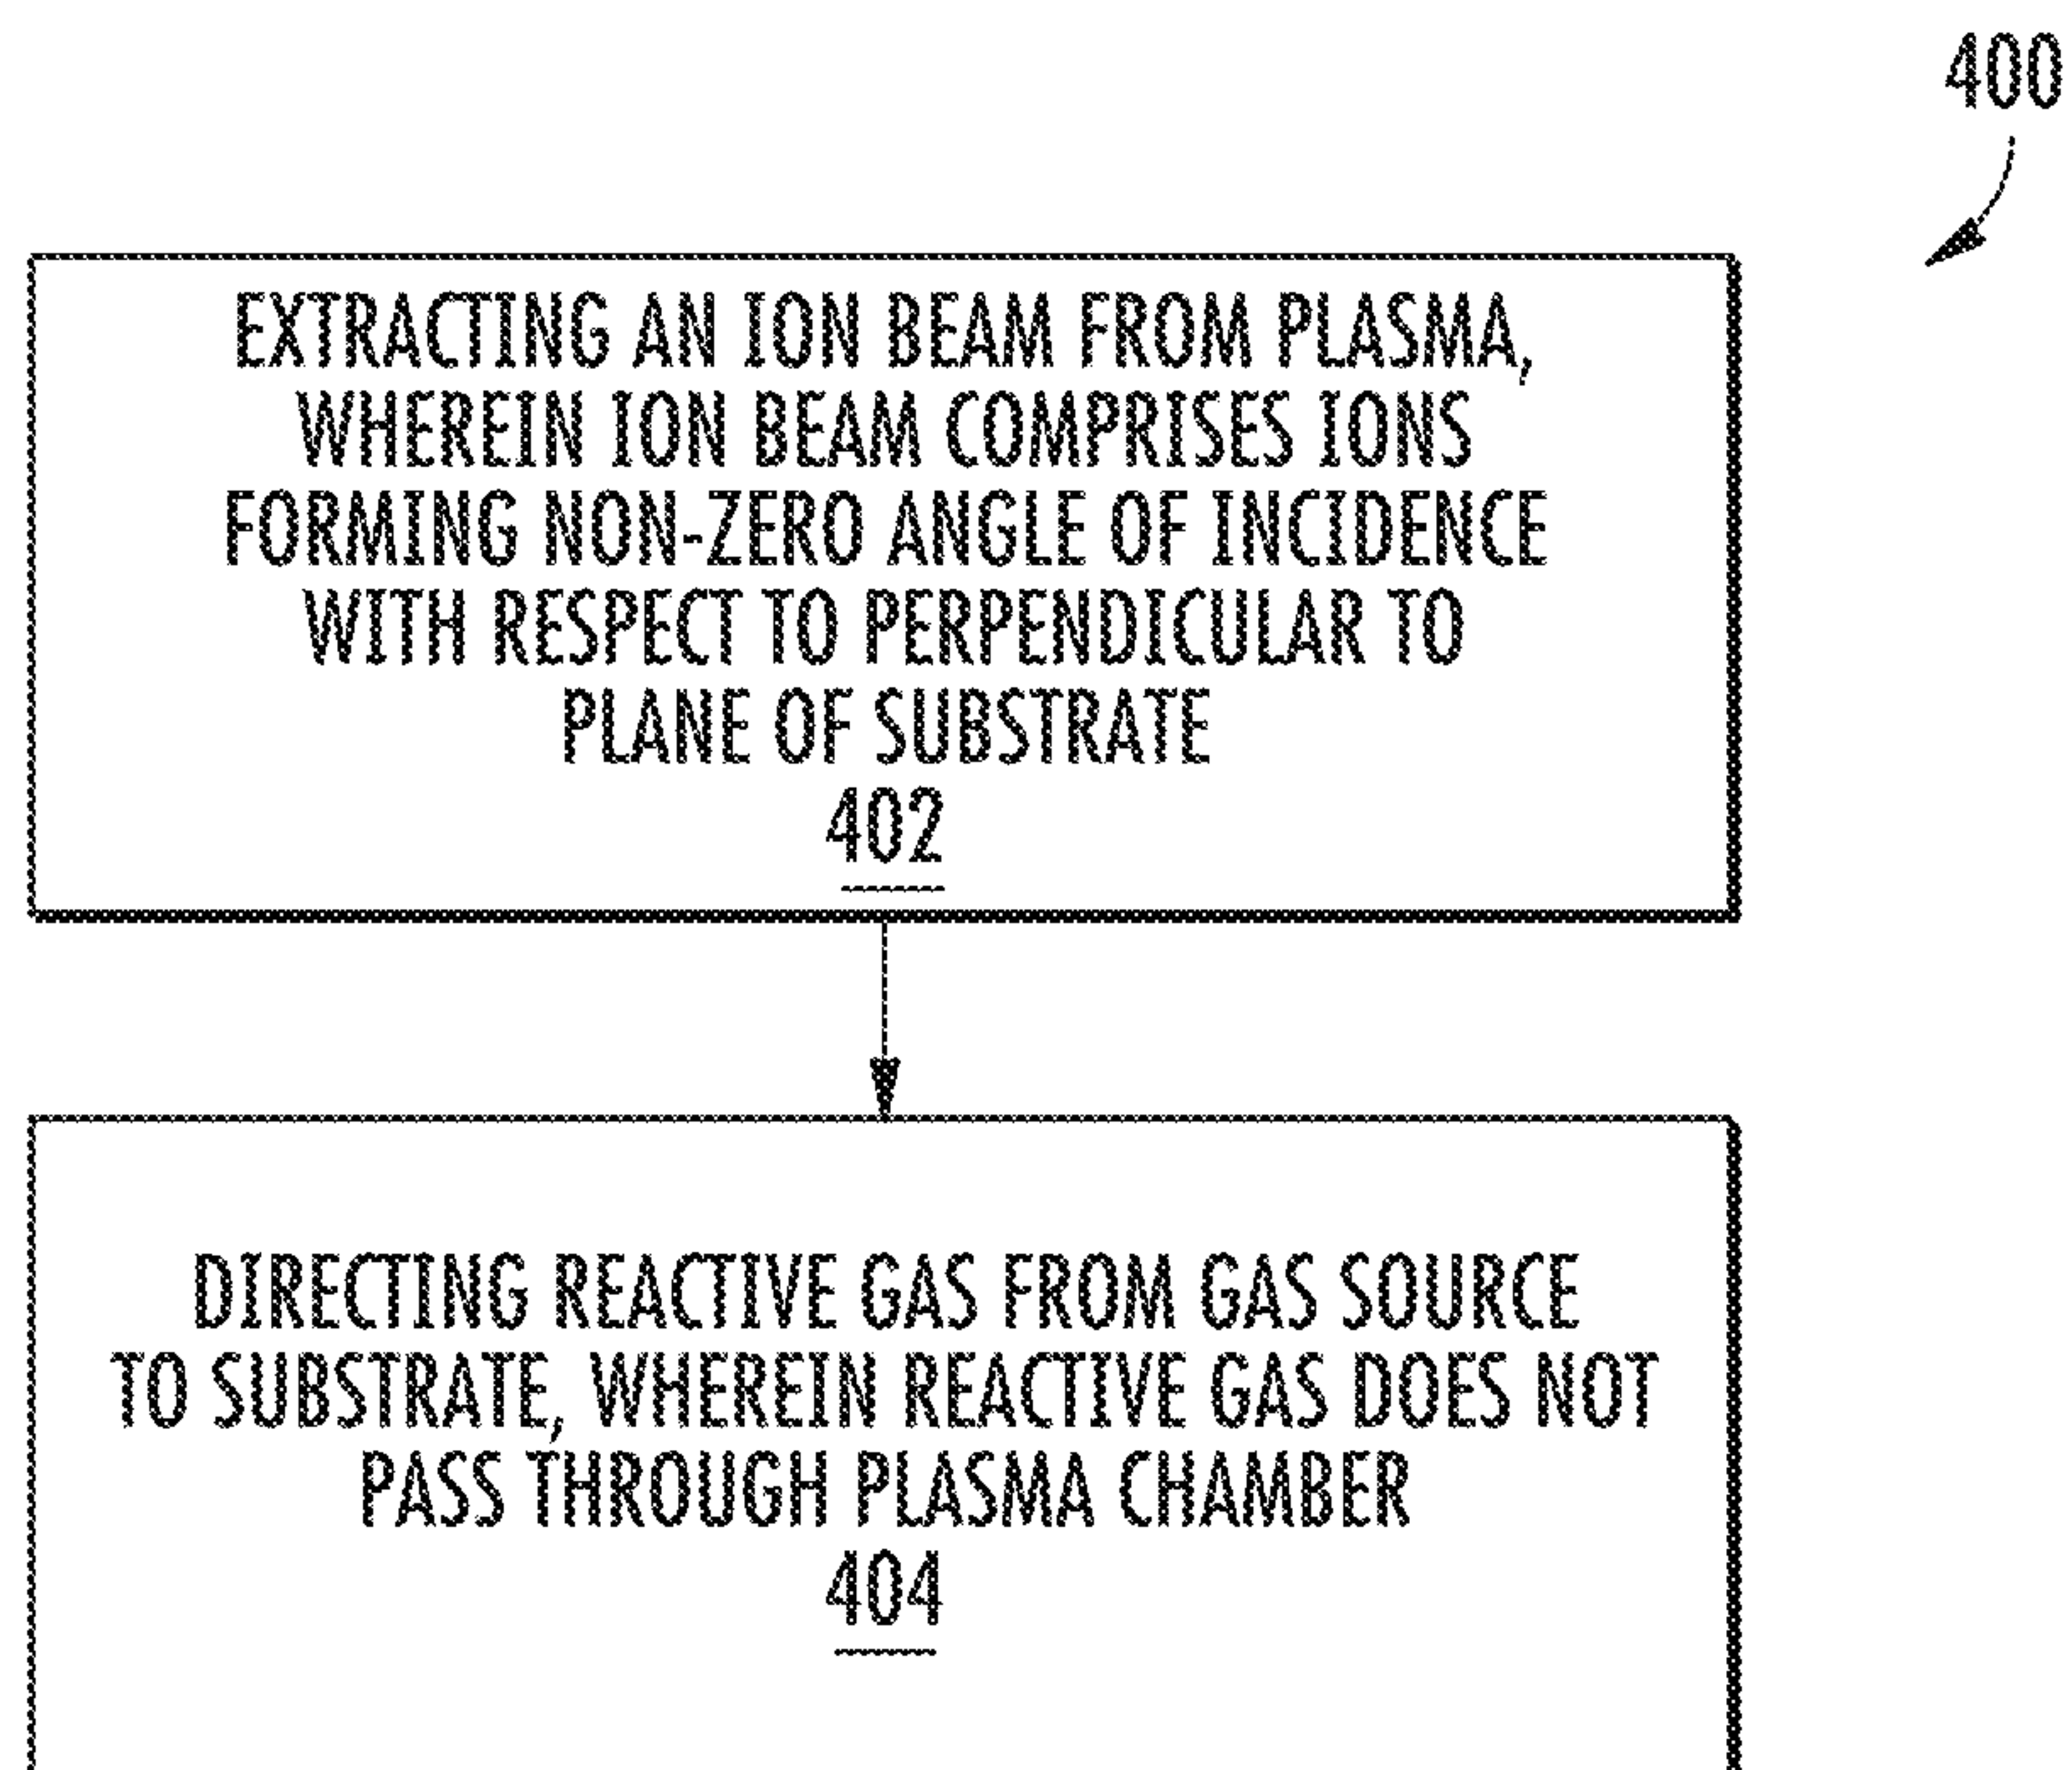 400
EXTRACTING AN ION BEAM FROM PLASMA,
WHEREIN ION BEAM COMPRISES IONS
FORMING NON-ZERO ANGLE OF INCIDENCE
WITH RESPECT TO PERPENDICULAR TO
PLANE OF SUBSTRATE
402
DIRECTING REACTIVE GAS FROM GAS SOURCE
TO SUBSTRATE, WHEREIN REACTIVE GAS DOES NOT
PASS THROUGH PLASMA CHAMBER
404